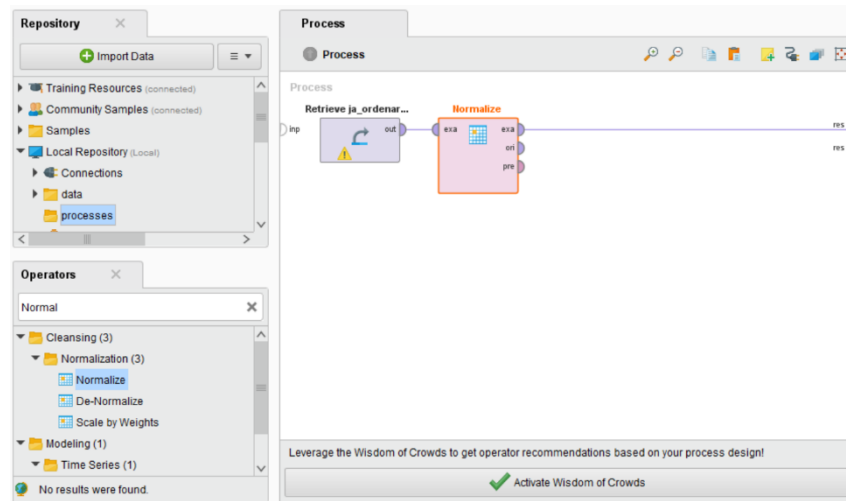 Repository
Import Data
Training Resources (connected)
Community Samples (connected)
Samples
Local Repository (Local)
Connections
data
processes
Operators
Normal
Cleansing (3)
Normalization (3)
Normalize
De-Normalize
Scale by Weights
Modeling (1)
Time Series (1)
No results were found.
Process
Process
Process
Retrieve ja_ordenar...
Normalize
inp
out
exa
exa
res
ori
res
pre
Leverage the Wisdom of Crowds to get operator recommendations based on your process design!
Activate Wisdom of Crowds